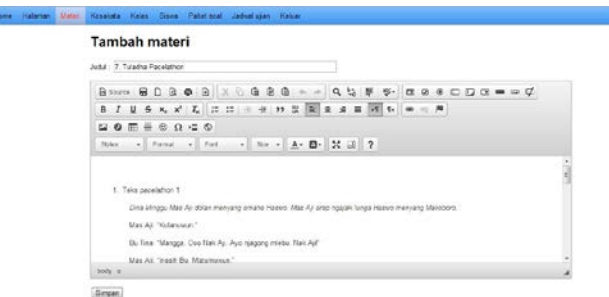 Home Halaman Materi Kosakata Kelas Siswa Paket soal Jadwal ujian Keluar
Tambah materi
Judul : 7. Tuladha Pacelathon
Source
Styles Format Font Size
1. Teks pacelathon 1
Dina Minggu Mas Aji dolan menyang omahe Haswo. Mas Aji arep ngajak lunga Haswo menyang Malioboro.
Mas Aji: "Kulanuwun."
Bu Tina: "Mangga. Ooo Nak Aji. Ayo njagong mlebu. Nak Aji!"
Mas Aji: "Inggih Bu. Maturnuwun."
body
Simpan